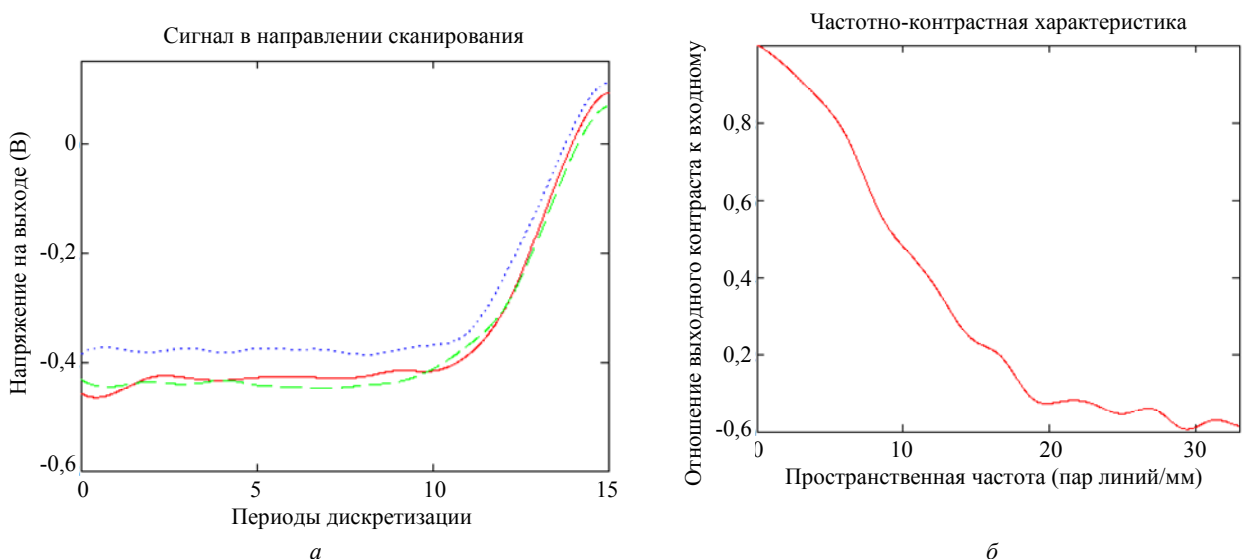 Сигнал в направлении сканирования
Напряжение на выходе (В)
0
-0,2
-0,4
-0,6
0 5 10 15
Периоды дискретизации
а
Частотно-контрастная характеристика
Отношение выходного контраста к входному
0,8
0,6
0,4
0,2
-0,6
0 10 20 30
Пространственная частота (пар линий/мм)
б